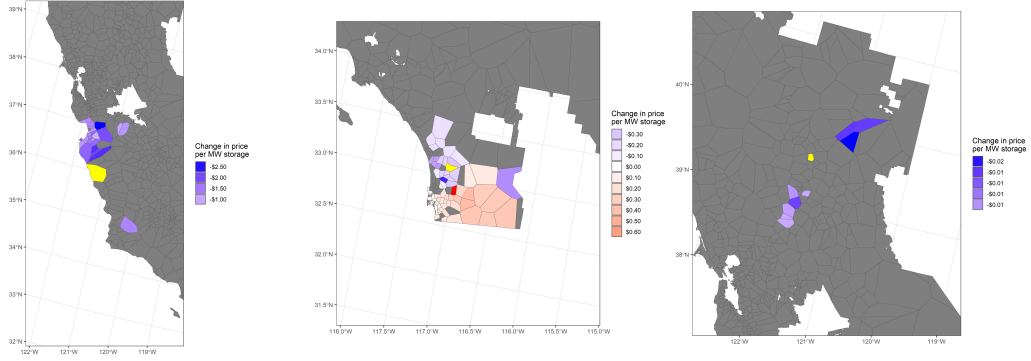 39°N
38°N
37°N
36°N
35°N
34°N
33°N
32°N
122°W
121°W
120°W
119°W
Change in price
per MW storage
-$2.50
-$2.00
-$1.50
-$1.00
34.0°N
33.5°N
33.0°N
32.5°N
32.0°N
31.5°N
118.0°W
117.5°W
117.0°W
116.5°W
116.0°W
115.5°W
115.0°W
Change in price
per MW storage
-$0.30
-$0.20
-$0.10
$0.00
$0.10
$0.20
$0.30
$0.40
$0.50
$0.60
40°N
39°N
38°N
122°W
121°W
120°W
119°W
Change in price
per MW storage
-$0.02
-$0.01
-$0.01
-$0.01